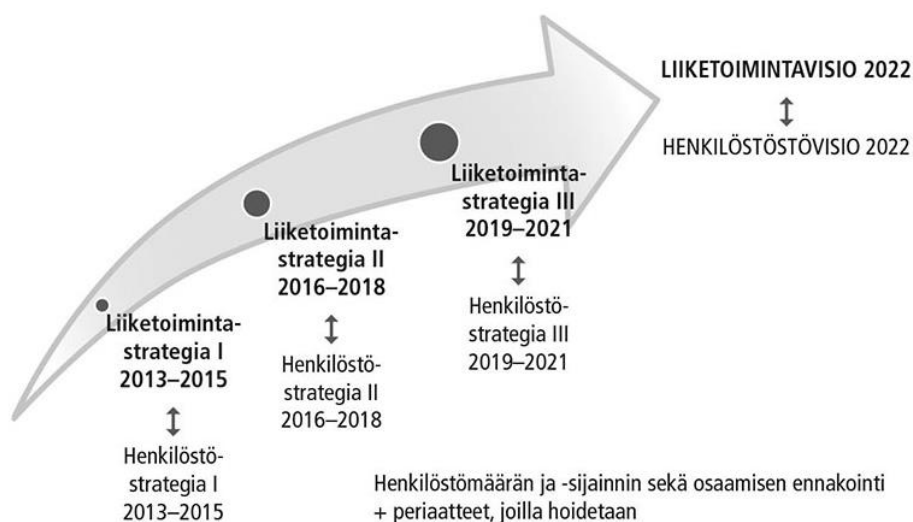 LIIKETOIMINTAVISIO 2022
↕
HENKILÖSTÖSTÖVISIO 2022
Liiketoiminta-
strategia III
2019–2021
↕
Henkilöstö-
strategia III
2019–2021
Liiketoiminta-
strategia II
2016–2018
↕
Henkilöstö-
strategia II
2016–2018
Liiketoiminta-
strategia I
2013–2015
↕
Henkilöstö-
strategia I
2013–2015
Henkilöstömäärän ja -sijainnin sekä osaamisen ennakointi
+ periaatteet, joilla hoidetaan